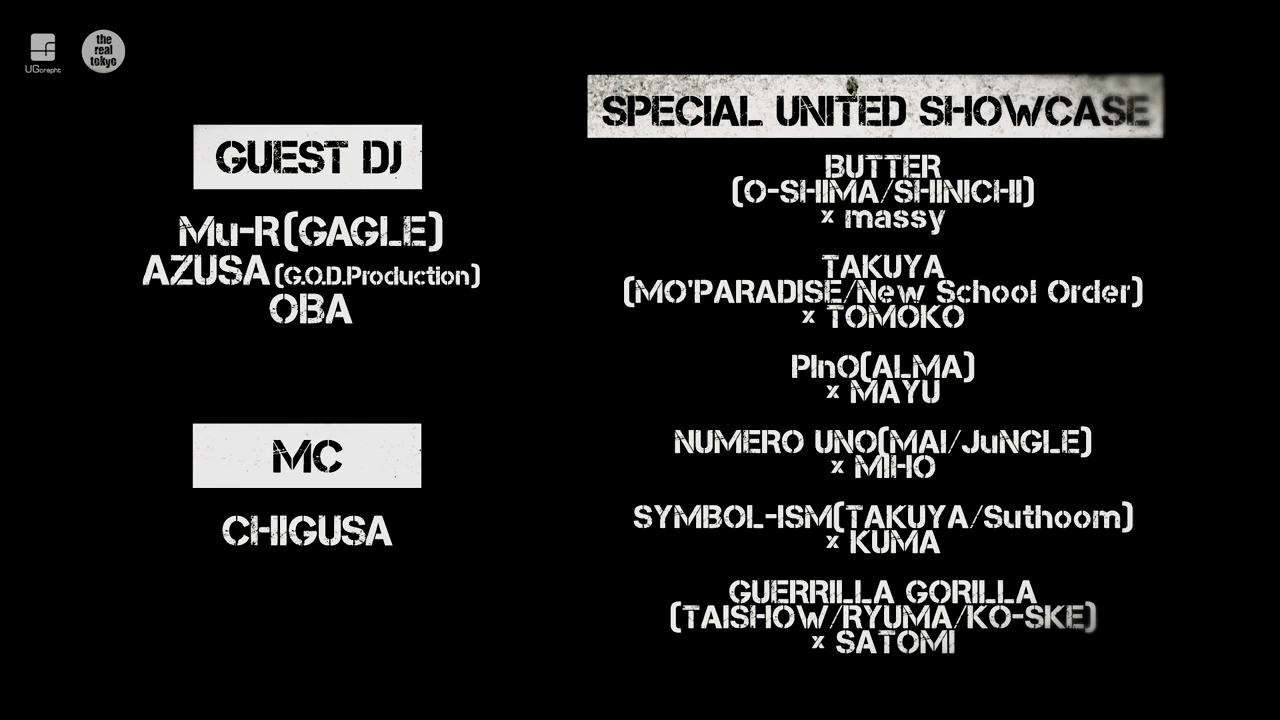 UGcrapht
the
real
tokyo
GUEST DJ
Mu-R(GAGLE)
AZUSA(G.O.D.Production)
OBA
MC
CHIGUSA
SPECIAL UNITED SHOWCASE
BUTTER
(O-SHIMA/SHINICHI)
x massy
TAKUYA
(MO'PARADISE/New School Order)
x TOMOKO
PInO(ALMA)
x MAYU
NUMERO UNO(MAI/JuNGLE)
x MIHO
SYMBOL-ISM(TAKUYA/Suthoom)
x KUMA
GUERRILLA GORILLA
(TAISHOW/RYUMA/KO-SKE)
x SATOMI